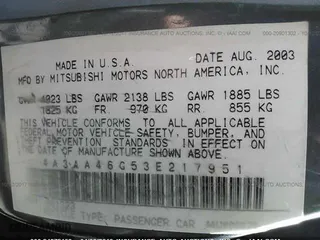 MADE IN U.S.A. DATE AUG. 2003
MFD BY MITSUBISHI MOTORS NORTH AMERICA, INC.
4023 LBS GAWR 2138 LBS GAWR 1885 LBS
1825 KG FR. 970 KG RR. 855 KG
THIS VEHICLE CONFORMS TO ALL APPLICABLE
FEDERAL MOTOR VEHICLE SAFETY, BUMPER, AND
THEFT PREVENTION STANDARDS IN EFFECT ON
THE DATE OF MANUFACTURE SHOWN ABOVE.
4A3AA46G53E217951
TYPE: PASSENGER CAR